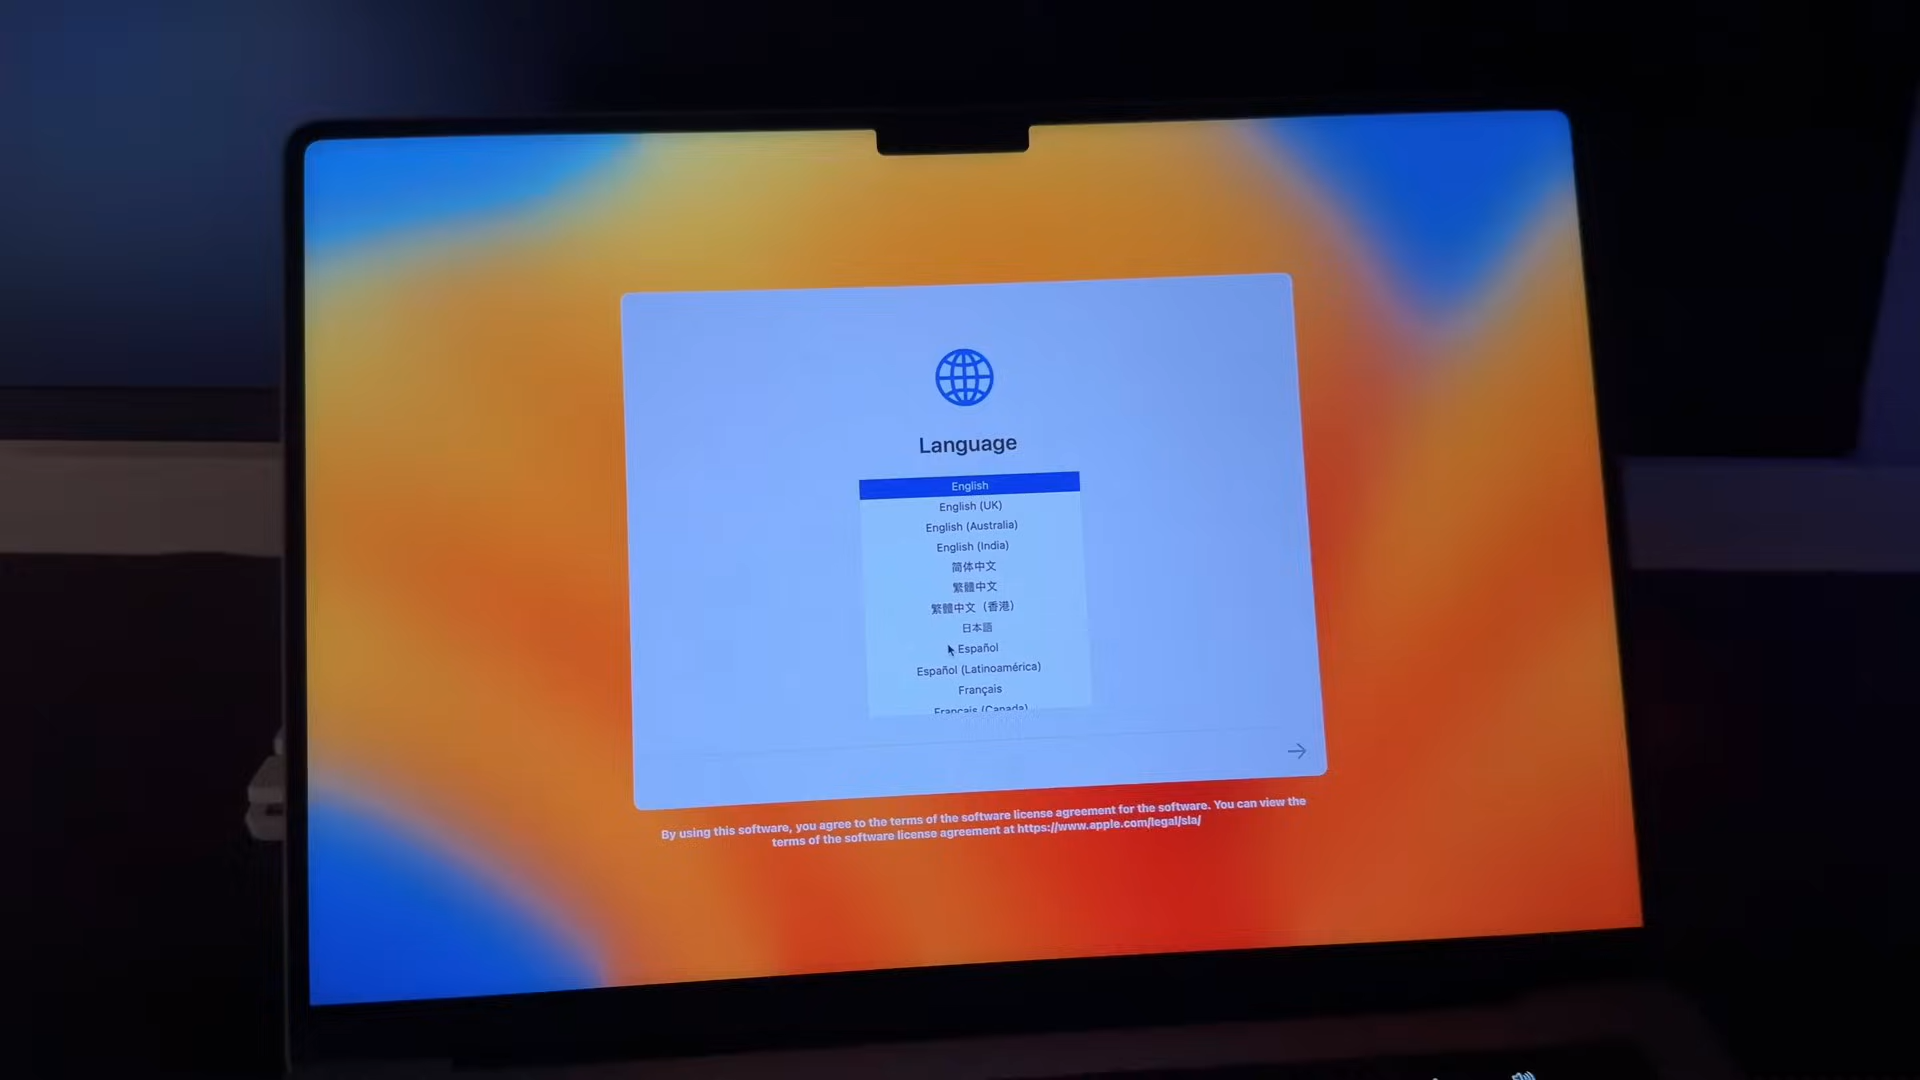 Language
English
English (UK)
English (Australia)
English (India)
简体中文
繁體中文
繁體中文（香港）
日本語
Español
Español (Latinoamérica)
Français
Français (Canada)
By using this software, you agree to the terms of the software license agreement for the software. You can view the
terms of the software license agreement at https://www.apple.com/legal/sla/